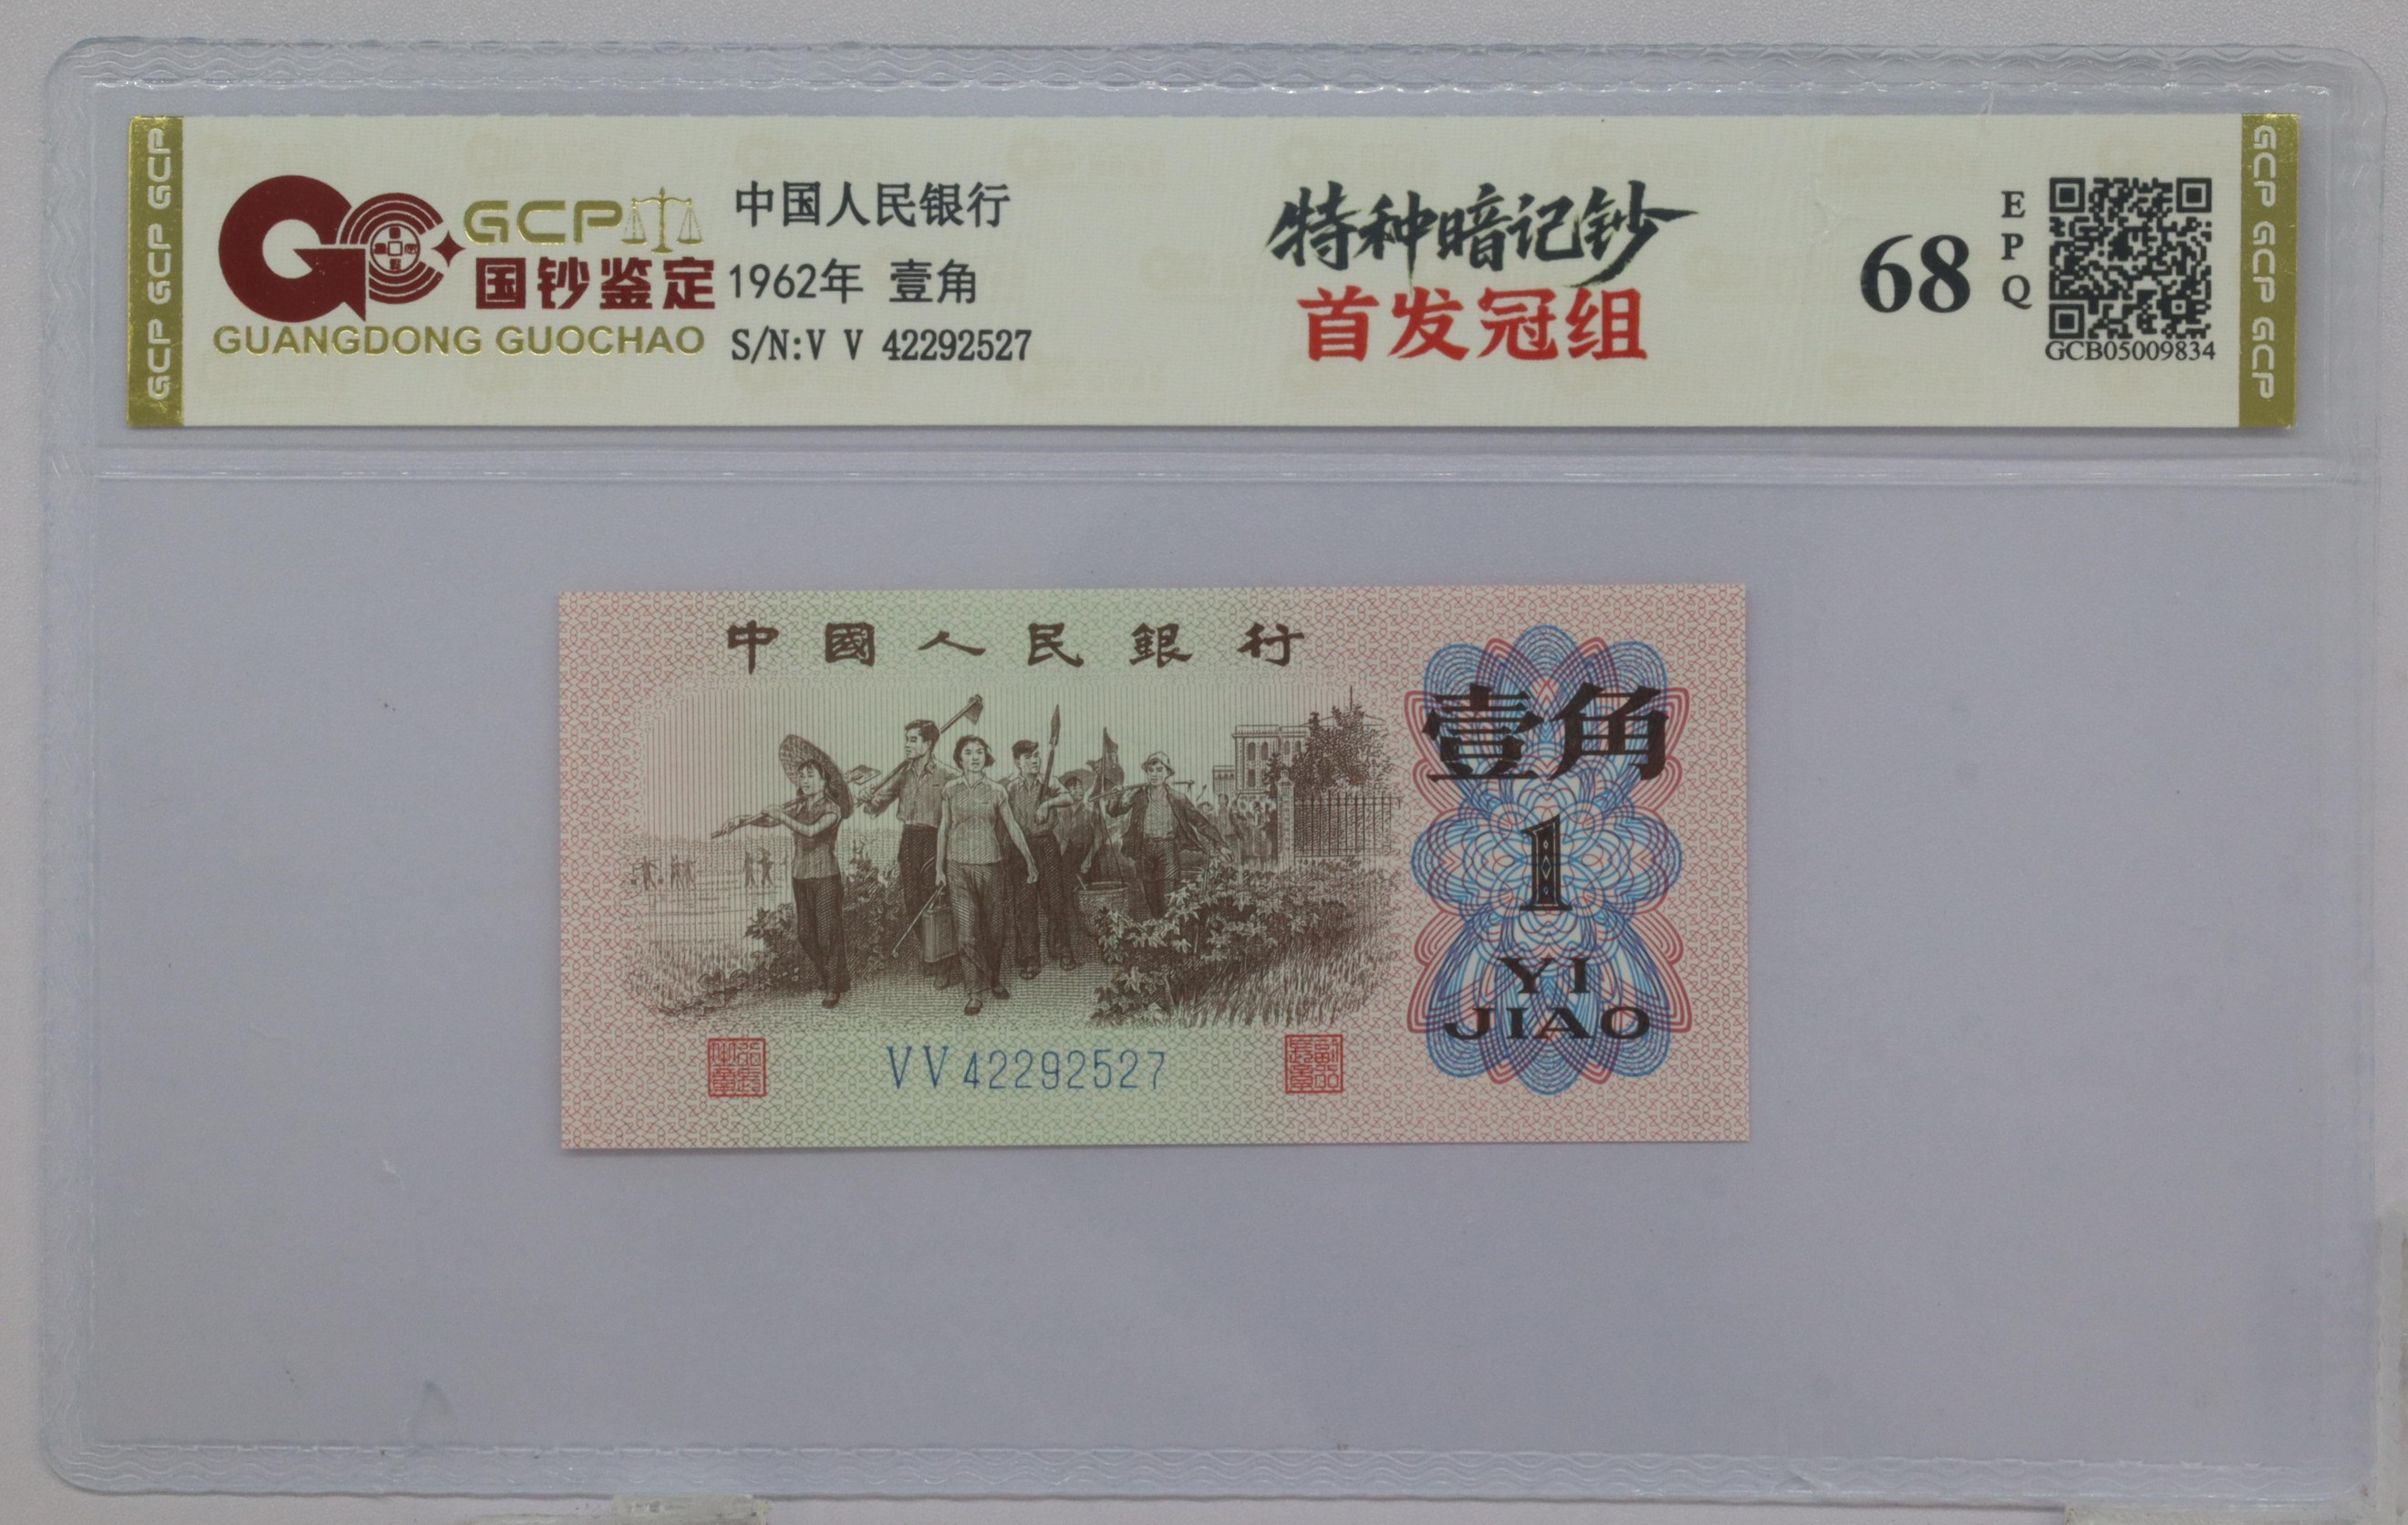 GCP GCP GCP
GCP
国钞鉴定
GUANGDONG GUOCHAO
中国人民银行
1962年 壹角
S/N:V V 42292527
特种暗记钞
首发冠组
68
EPQ
GCB05009834
GCP GCP GCP
中國人民銀行
壹角
1
YI
JIAO
VV42292527